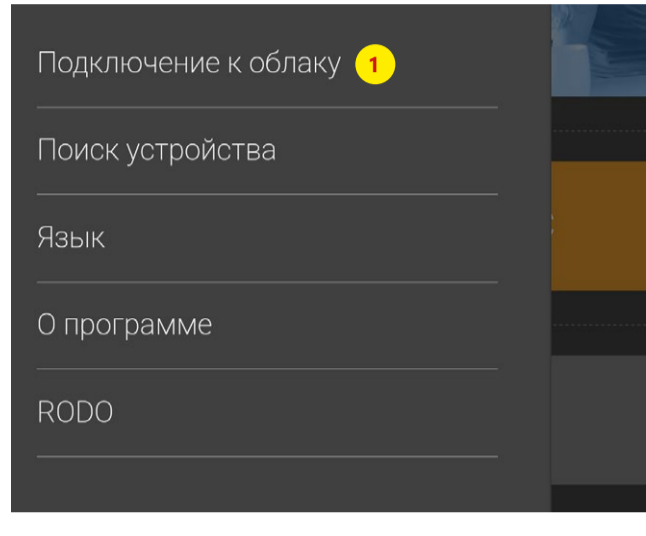 Подключение к облаку 1
Поиск устройства
Язык
О программе
RODO